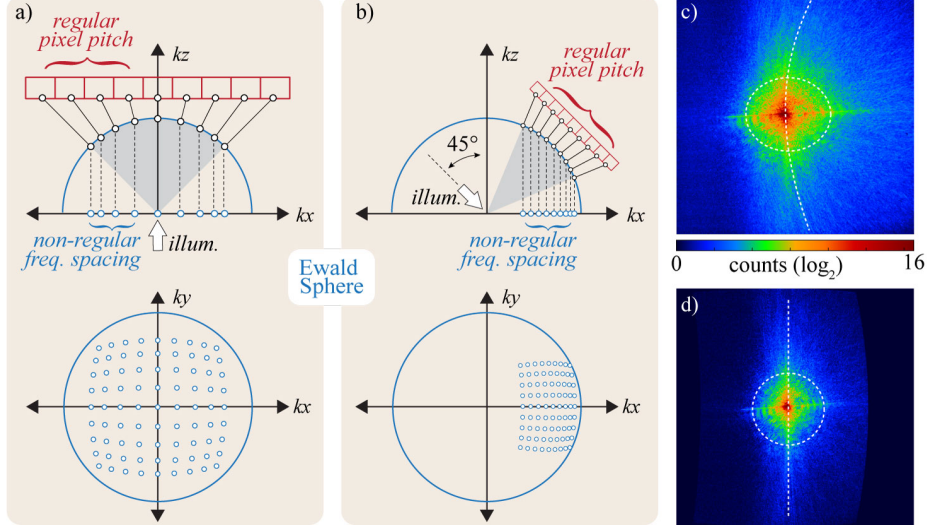 a)
regular
pixel pitch
kz
kx
non-regular
freq. spacing
illum.
ky
kx
Ewald
Sphere
b)
kz
regular
pixel pitch
45°
illum.
kx
non-regular
freq. spacing
ky
kx
c)
0 counts (log2) 16
d)